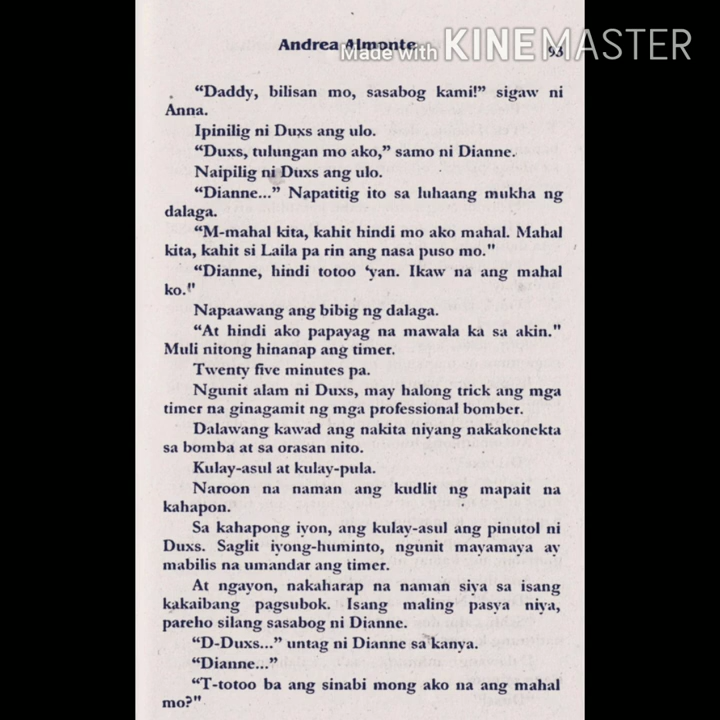 Andrea Almonte 93
Made with KINEMASTER
“Daddy, bilisan mo, sasabog kami!” sigaw ni
Anna.
Ipinilig ni Duxs ang ulo.
“Duxs, tulungan mo ako,” samo ni Dianne.
Naipilig ni Duxs ang ulo.
“Dianne...” Napatitig ito sa luhaang mukha ng
dalaga.
“M-mahal kita, kahit hindi mo ako mahal. Mahal
kita, kahit si Laila pa rin ang nasa puso mo."
“Dianne, hindi totoo ‘yan. Ikaw na ang mahal
ko."
Napaawang ang bibig ng dalaga.
“At hindi ako papayag na mawala ka sa akin."
Muli nitong hinanap ang timer.
Twenty five minutes pa.
Ngunit alam ni Duxs, may halong trick ang mga
timer na ginagamit ng mga professional bomber.
Dalawang kawad ang nakita niyang nakakonekta
sa bomba at sa orasan nito.
Kulay-asul at kulay-pula.
Naroon na naman ang kudlit ng mapait na
kahapon.
Sa kahapong iyon, ang kulay-asul ang pinutol ni
Duxs. Saglit iyong-huminto, ngunit mayamaya ay
mabilis na umandar ang timer.
At ngayon, nakaharap na naman siya sa isang
kakaibang pagsubok. Isang maling pasya niya,
pareho silang sasabog ni Dianne.
“D-Duxs...” untag ni Dianne sa kanya.
“Dianne...”
“T-totoo ba ang sinabi mong ako na ang mahal
mo?"